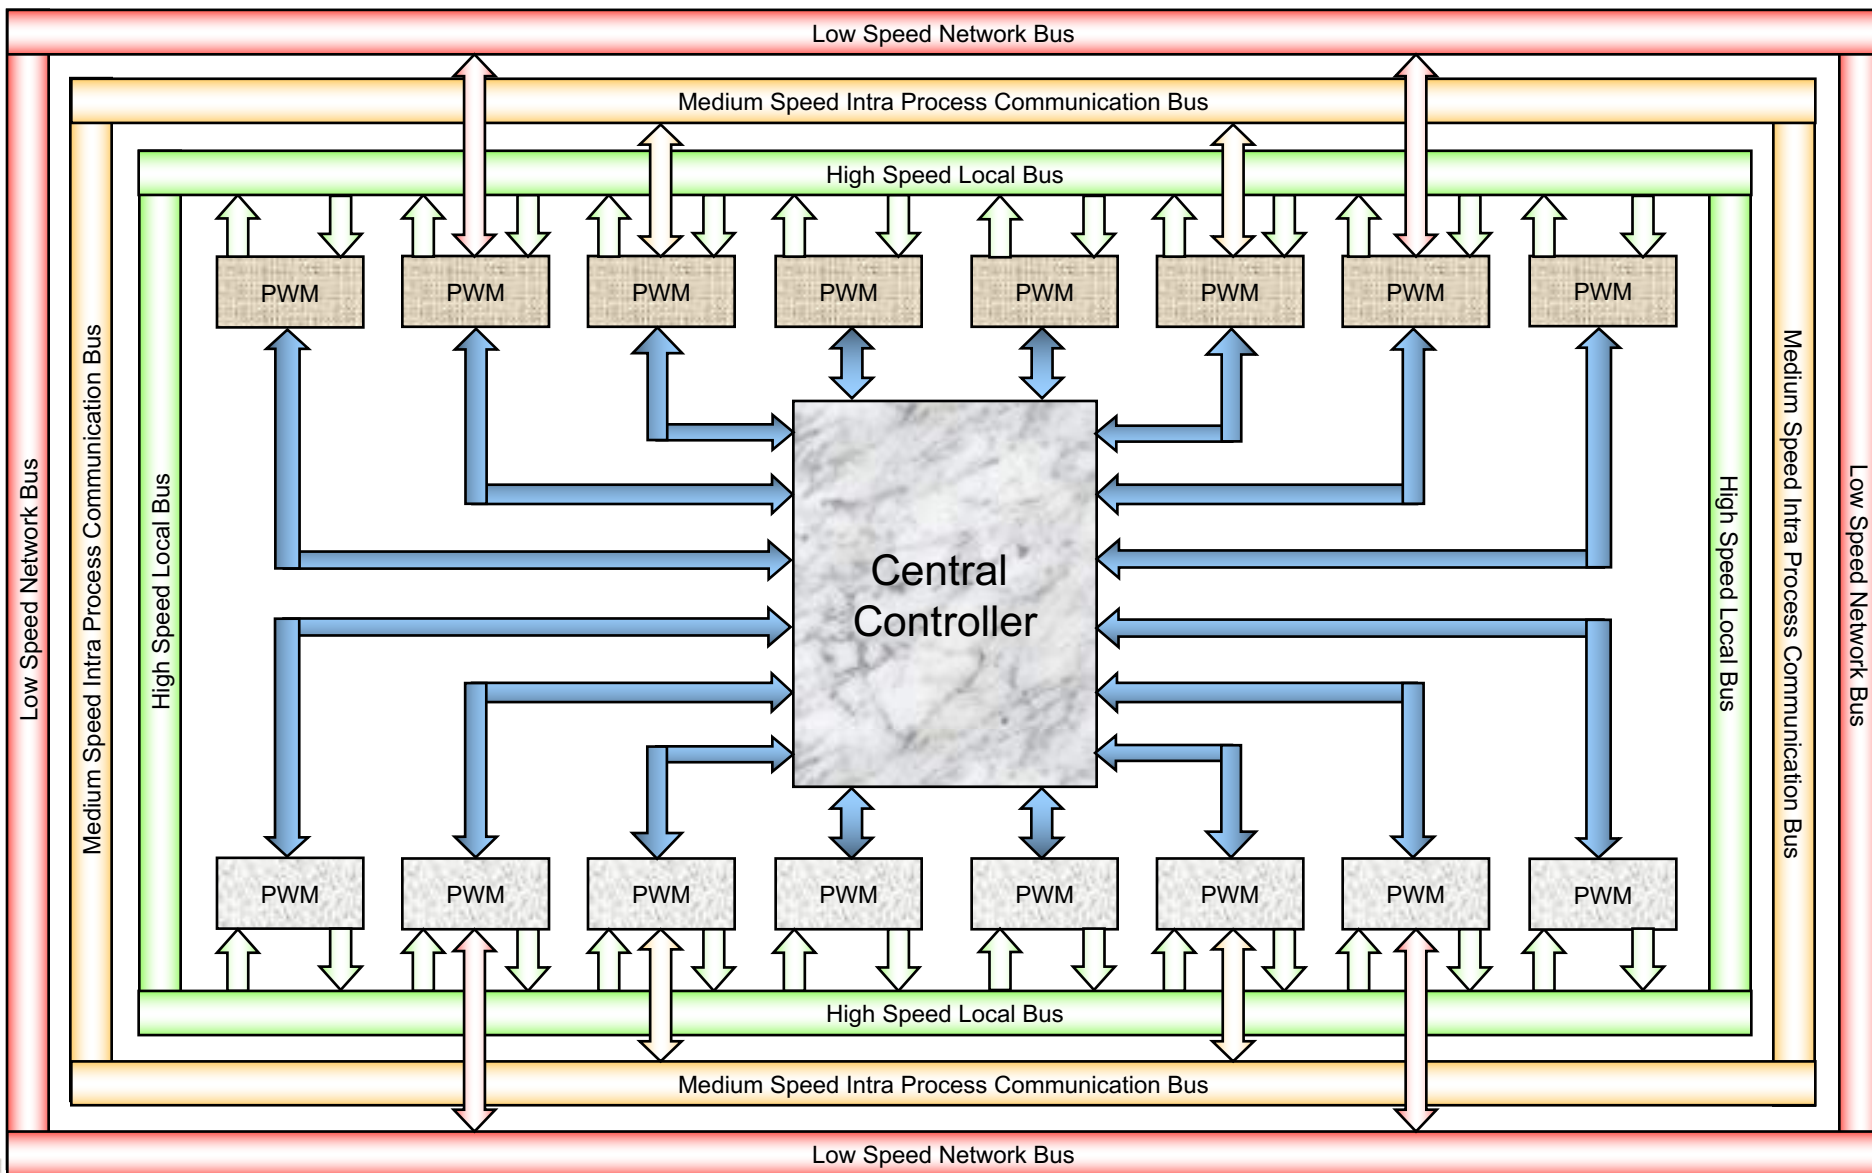 Low Speed Network Bus
Medium Speed Intra Process Communication Bus
High Speed Local Bus
PWM
PWM
PWM
PWM
PWM
PWM
PWM
PWM
Low Speed Network Bus
Medium Speed Intra Process Communication Bus
High Speed Local Bus
Central
Controller
High Speed Local Bus
Medium Speed Intra Process Communication Bus
Low Speed Network Bus
PWM
PWM
PWM
PWM
PWM
PWM
PWM
PWM
High Speed Local Bus
Medium Speed Intra Process Communication Bus
Low Speed Network Bus